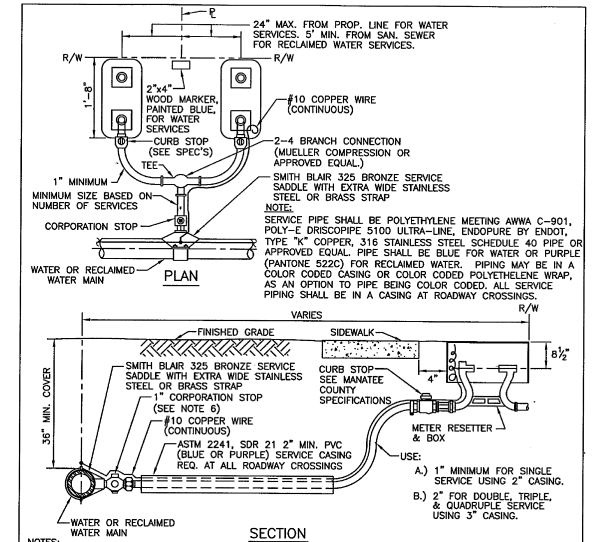 ℄
24" MAX. FROM PROP. LINE FOR WATER
SERVICES. 5' MIN. FROM SAN. SEWER
FOR RECLAIMED WATER SERVICES.
R/W
R/W
1'-8"
2"x4"
WOOD MARKER,
PAINTED BLUE,
FOR WATER
SERVICES
#10 COPPER WIRE
(CONTINUOUS)
CURB STOP
(SEE SPEC'S)
TEE
2-4 BRANCH CONNECTION
(MUELLER COMPRESSION OR
APPROVED EQUAL.)
1" MINIMUM
SMITH BLAIR 325 BRONZE SERVICE
SADDLE WITH EXTRA WIDE STAINLESS
STEEL OR BRASS STRAP
MINIMUM SIZE BASED ON
NUMBER OF SERVICES
CORPORATION STOP
WATER OR RECLAIMED
WATER MAIN
PLAN
NOTE:
SERVICE PIPE SHALL BE POLYETHYLENE MEETING AWWA C-901,
POLY-E DRISCOPIPE 5100 ULTRA-LINE, ENDOPURE BY ENDOT,
TYPE "K" COPPER, 316 STAINLESS STEEL SCHEDULE 40 PIPE OR
APPROVED EQUAL. PIPE SHALL BE BLUE FOR WATER OR PURPLE
(PANTONE 522C) FOR RECLAIMED WATER. PIPING MAY BE IN A
COLOR CODED CASING OR COLOR CODED POLYETHELENE WRAP,
AS AN OPTION TO PIPE BEING COLOR CODED. ALL SERVICE
PIPING SHALL BE IN A CASING AT ROADWAY CROSSINGS.
R/W
VARIES
FINISHED GRADE
SIDEWALK
8½"
4"
36" MIN. COVER
SMITH BLAIR 325 BRONZE SERVICE
SADDLE WITH EXTRA WIDE STAINLESS
STEEL OR BRASS STRAP
1" CORPORATION STOP
(SEE NOTE 6)
#10 COPPER WIRE
(CONTINUOUS)
ASTM 2241, SDR 21 2" MIN. PVC
(BLUE OR PURPLE) SERVICE CASING
REQ. AT ALL ROADWAY CROSSINGS
CURB STOP
SEE MANATEE
COUNTY
SPECIFICATIONS
METER RESETTER
& BOX
USE:
A.) 1" MINIMUM FOR SINGLE
SERVICE USING 2" CASING.
B.) 2" FOR DOUBLE, TRIPLE,
& QUADRUPLE SERVICE
USING 3" CASING.
WATER OR RECLAIMED
WATER MAIN
SECTION
NOTES: